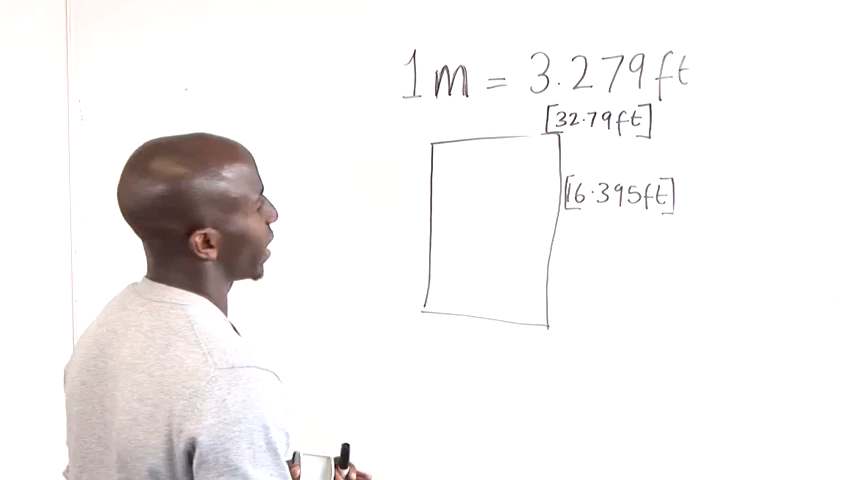 1m = 3.279ft
[32.79ft]
[16.395ft]